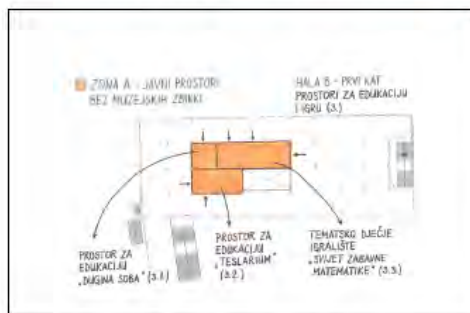 ZONA A - JAVNI PROSTORI
BEZ MUZEJSKIH ZBIRKI
HALA B - PRVI KAT
PROSTORI ZA EDUKACIJU
I IGRU (3.)
PROSTOR ZA
EDUKACIJU
„DUGINA SOBA" (3.1.)
PROSTOR ZA
EDUKACIJU
„TESLARIUM"
(3.2.)
TEMATSKO DJEČJE
IGRALIŠTE
„SVIJET ZABAVNE
MATEMATIKE" (3.3.)